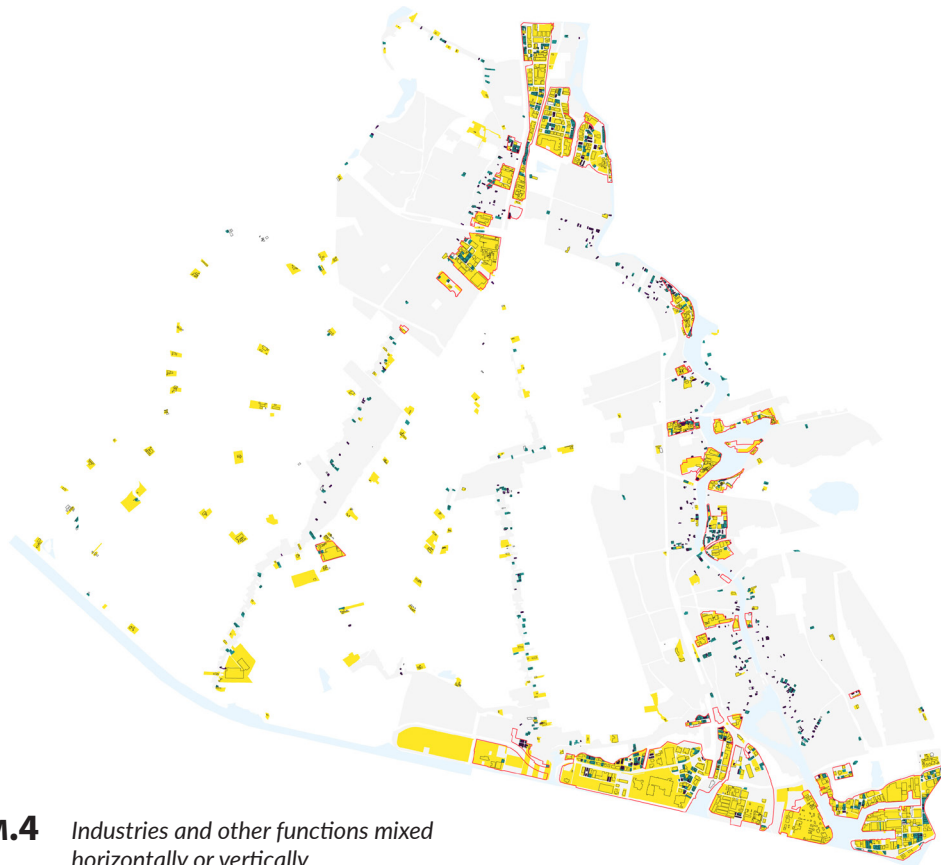 M.4 Industries and other functions mixed
horizontally or vertically